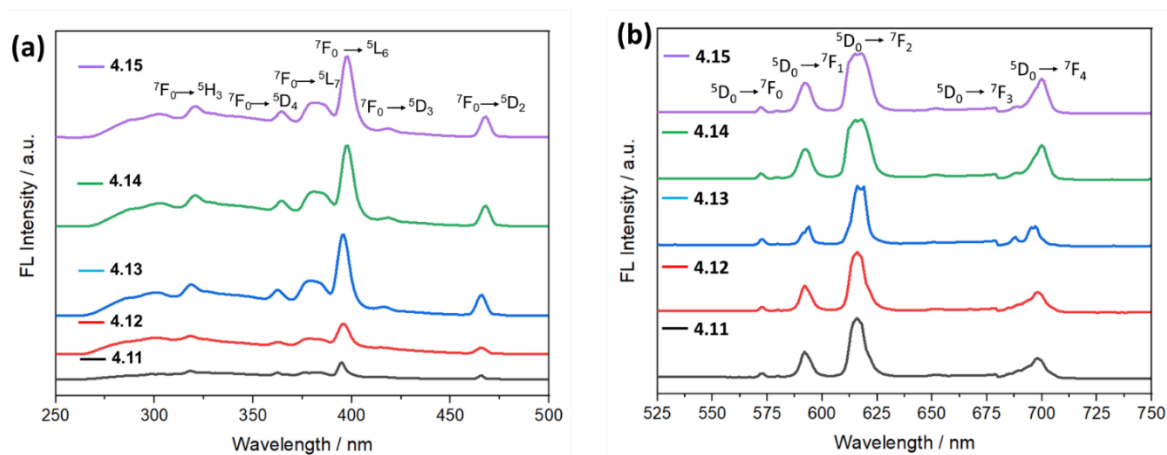 (a)
⁷F₀ → ⁵L₆
4.15
⁷F₀→⁵L₇
⁷F₀→⁵H₃
⁷F₀→⁵D₄
⁷F₀→⁵D₃
⁷F₀→⁵D₂
4.14
4.13
4.12
4.11
FL Intensity / a.u.
250 300 350 400 450 500
Wavelength / nm
(b)
⁵D₀ → ⁷F₂
4.15
⁵D₀ → ⁷F₁
⁵D₀ → ⁷F₄
⁵D₀ → ⁷F₀
⁵D₀ → ⁷F₃
4.14
4.13
4.12
4.11
FL Intensity / a.u.
525 550 575 600 625 650 675 700 725 750
Wavelength / nm